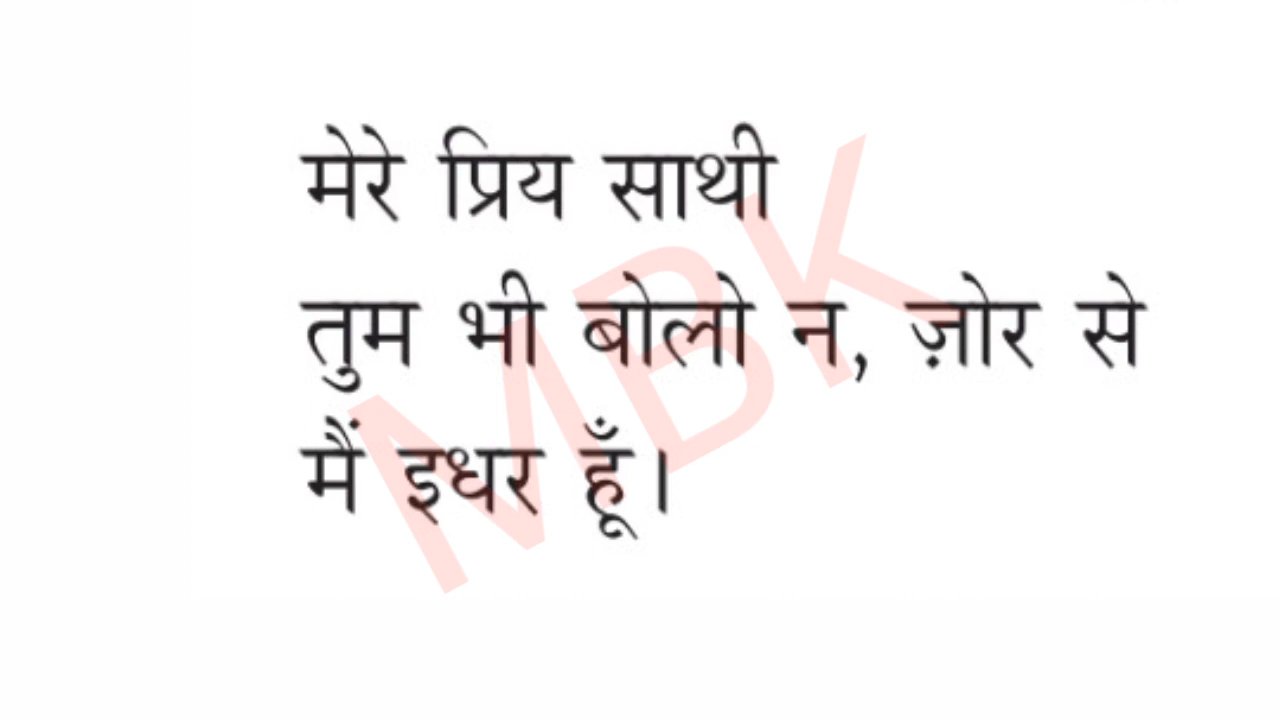 मेरे प्रिय साथी
तुम भी बोलो न, ज़ोर से
मैं इधर हूँ।
MBK